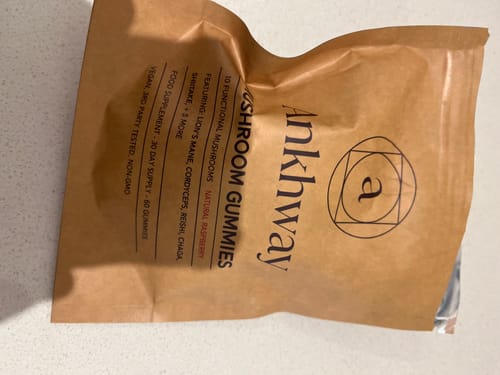 a
Ankhway
MUSHROOM GUMMIES
10 FUNCTIONAL MUSHROOMS NATURAL RASPBERRY
FEATURING: LION'S MANE, CORDYCEPS, REISHI, CHAGA,
SHIITAKE, + 5 MORE
FOOD SUPPLEMENT - 30 DAY SUPPLY - 60 GUMMIES
VEGAN, 3RD PARTY TESTED, NON-GMO